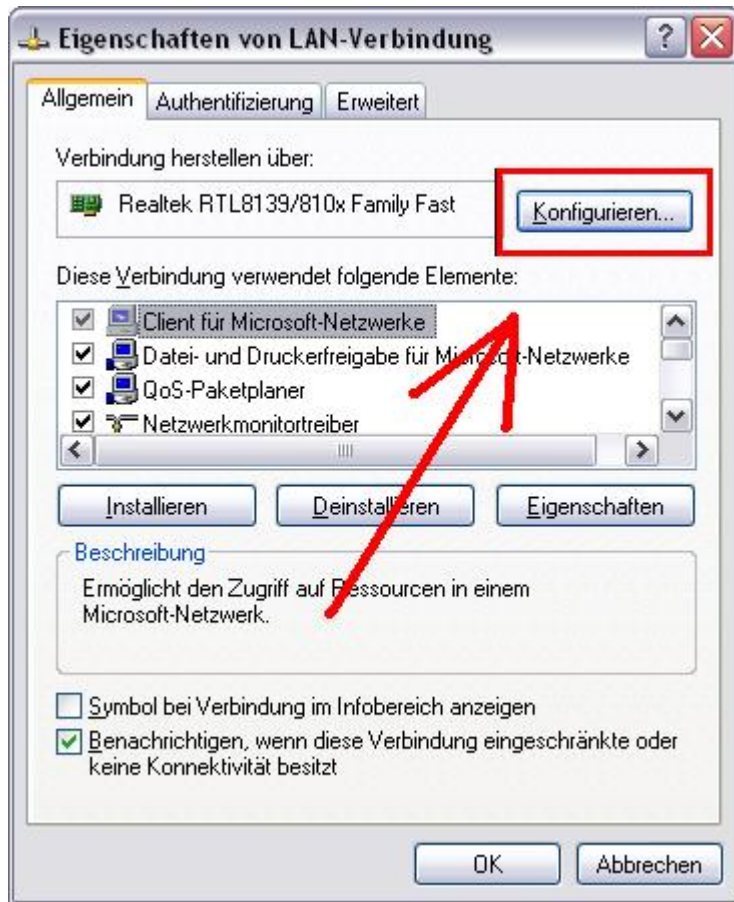 Eigenschaften von LAN-Verbindung
Allgemein
Authentifizierung
Erweitert
Verbindung herstellen über:
Realtek RTL8139/810x Family Fast
Konfigurieren...
Diese Verbindung verwendet folgende Elemente:
Client für Microsoft-Netzwerke
Datei- und Druckerfreigabe für Microsoft-Netzwerke
QoS-Paketplaner
Netzwerkmonitortreiber
Installieren
Deinstallieren
Eigenschaften
Beschreibung
Ermöglicht den Zugriff auf Ressourcen in einem
Microsoft-Netzwerk.
Symbol bei Verbindung im Infobereich anzeigen
Benachrichtigen, wenn diese Verbindung eingeschränkte oder
keine Konnektivität besitzt
OK
Abbrechen